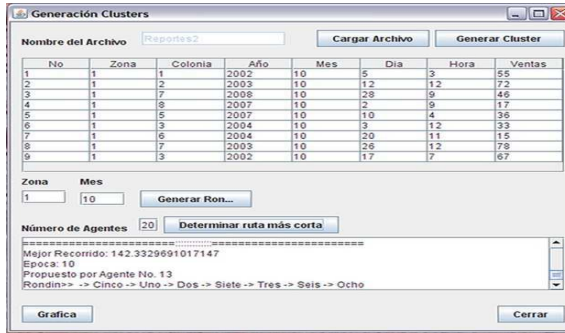 Generación Clusters
Nombre del Archivo Reportes2 Cargar Archivo Generar Cluster
No Zona Colonia Año Mes Dia Hora Ventas
1 1 1 2002 10 5 3 55
2 1 2 2003 10 12 12 72
3 1 7 2008 10 28 9 46
4 1 8 2007 10 2 9 17
5 1 5 2007 10 10 4 36
6 1 3 2004 10 3 12 33
7 1 6 2004 10 20 11 15
8 1 7 2003 10 26 12 78
9 1 3 2002 10 17 7 67
Zona Mes
1 10 Generar Ron...
Número de Agentes 20 Determinar ruta más corta
=======================::::::::::::=======================
Mejor Recorrido: 142.3329691017147
Epoca: 10
Propuesto por Agente No. 13
Rondin>> -> Cinco -> Uno -> Dos -> Siete -> Tres -> Seis -> Ocho
Grafica Cerrar